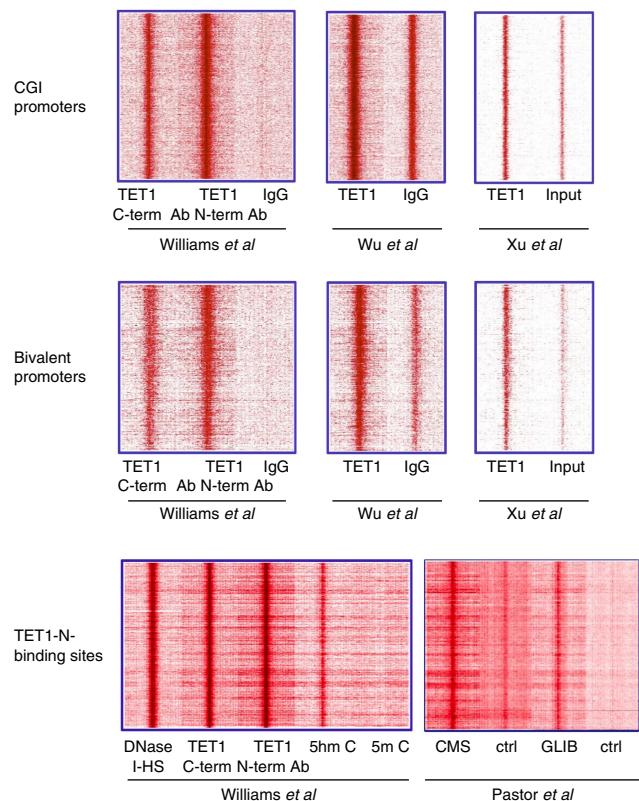 CGI
promoters
TET1 TET1 IgG
C-term Ab N-term Ab
Williams et al
TET1 IgG
Wu et al
TET1 Input
Xu et al
Bivalent
promoters
TET1 TET1 IgG
C-term Ab N-term Ab
Williams et al
TET1 IgG
Wu et al
TET1 Input
Xu et al
TET1-N-
binding sites
DNase TET1 TET1 5hm C 5m C
I-HS C-term N-term Ab
Williams et al
CMS ctrl GLIB ctrl
Pastor et al